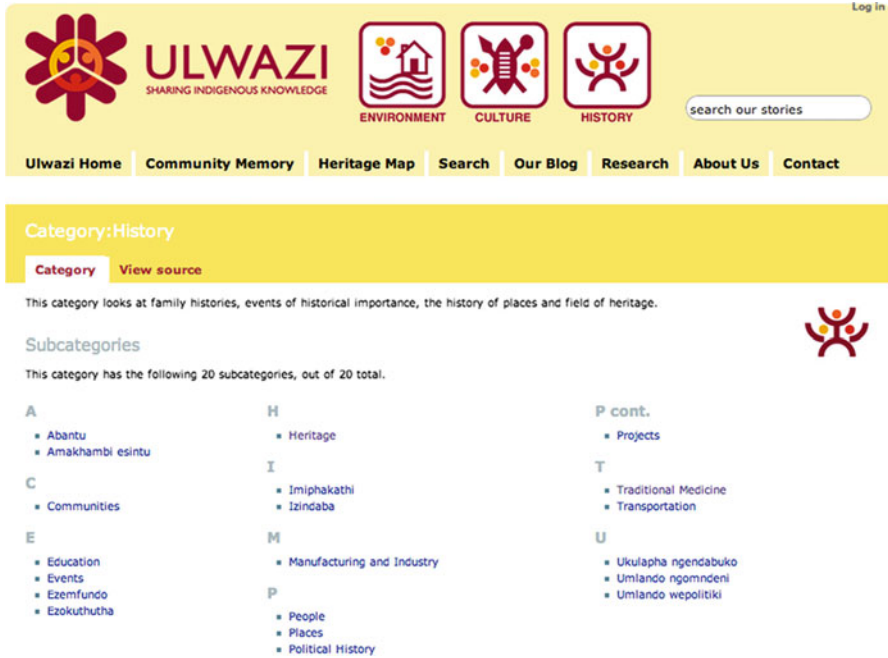 Log in
ULWAZI
SHARING INDIGENOUS KNOWLEDGE
ENVIRONMENT
CULTURE
HISTORY
search our stories
Ulwazi Home
Community Memory
Heritage Map
Search
Our Blog
Research
About Us
Contact
Category:History
Category
View source
This category looks at family histories, events of historical importance, the history of places and field of heritage.
Subcategories
This category has the following 20 subcategories, out of 20 total.
A
Abantu
Amakhambi esintu
C
Communities
E
Education
Events
Ezemfundo
Ezokuthutha
H
Heritage
I
Imiphakathi
Izindaba
M
Manufacturing and Industry
P
People
Places
Political History
P cont.
Projects
T
Traditional Medicine
Transportation
U
Ukulapha ngendabuko
Umlando ngomndeni
Umlando wepolitiki